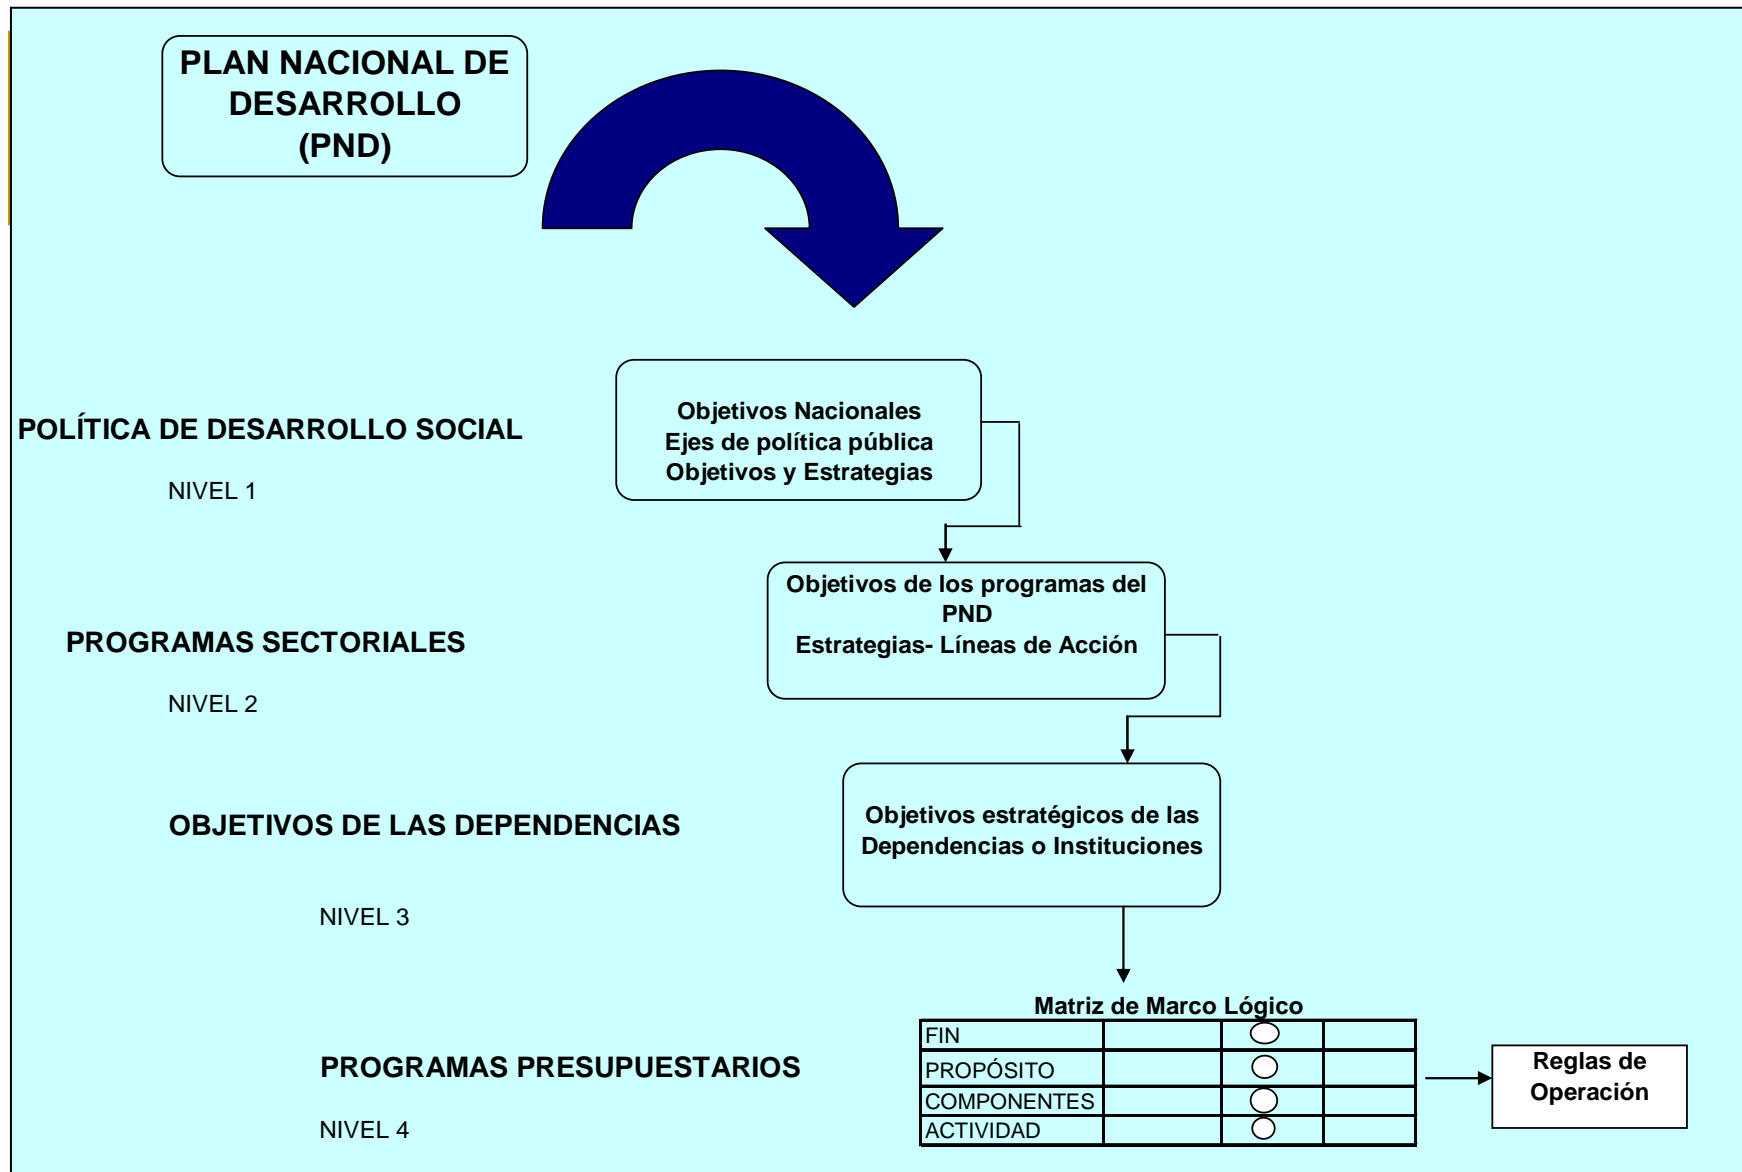 PLAN NACIONAL DE
DESARROLLO
(PND)
POLÍTICA DE DESARROLLO SOCIAL
NIVEL 1
Objetivos Nacionales
Ejes de política pública
Objetivos y Estrategias
PROGRAMAS SECTORIALES
NIVEL 2
Objetivos de los programas del
PND
Estrategias- Líneas de Acción
OBJETIVOS DE LAS DEPENDENCIAS
NIVEL 3
Objetivos estratégicos de las
Dependencias o Instituciones
PROGRAMAS PRESUPUESTARIOS
NIVEL 4
Matriz de Marco Lógico
FIN
PROPÓSITO
COMPONENTES
ACTIVIDAD
Reglas de
Operación